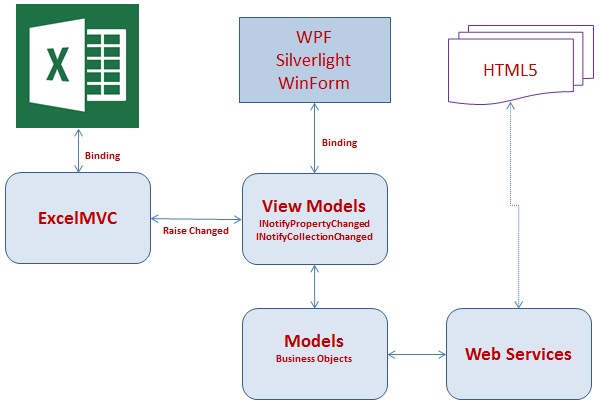 X
WPF
Silverlight
WinForm
HTML5
Binding
Binding
ExcelMVC
Raise Changed
View Models
INotifyPropertyChanged
INotifyCollectionChanged
Models
Business Objects
Web Services